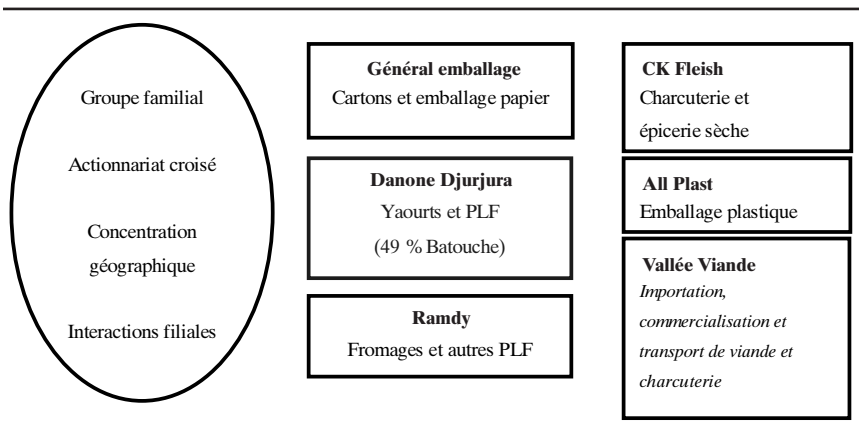 Groupe familial
Actionnariat croisé
Concentration
géographique
Interactions filiales
Général emballage
Cartons et emballage papier
Danone Djurjura
Yaourts et PLF
(49 % Batouche)
Ramdy
Fromages et autres PLF
CK Fleish
Charcuterie et
épicerie sèche
All Plast
Emballage plastique
Vallée Viande
Importation,
commercialisation et
transport de viande et
charcuterie